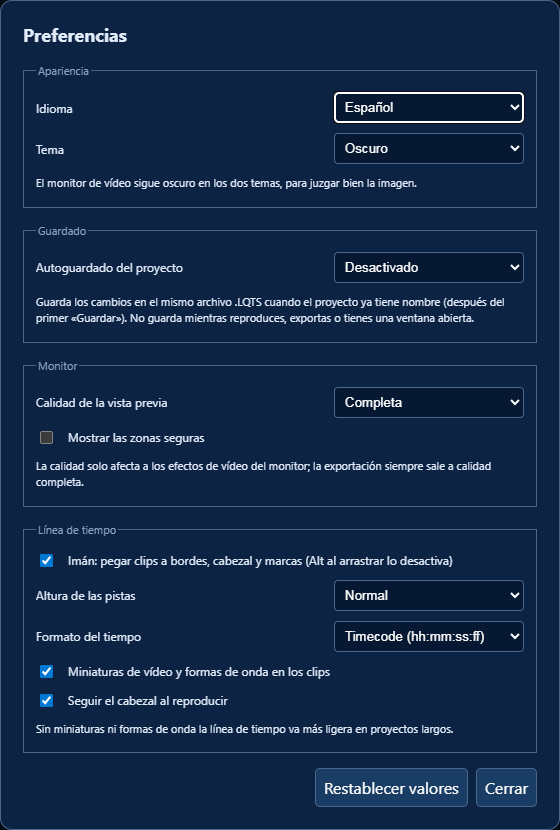 Preferencias
Apariencia
Idioma
Español
Tema
Oscuro
El monitor de vídeo sigue oscuro en los dos temas, para juzgar bien la imagen.
Guardado
Autoguardado del proyecto
Desactivado
Guarda los cambios en el mismo archivo .LQTS cuando el proyecto ya tiene nombre (después del
primer «Guardar»). No guarda mientras reproduces, exportas o tienes una ventana abierta.
Monitor
Calidad de la vista previa
Completa
Mostrar las zonas seguras
La calidad solo afecta a los efectos de vídeo del monitor; la exportación siempre sale a calidad
completa.
Línea de tiempo
Imán: pegar clips a bordes, cabezal y marcas (Alt al arrastrar lo desactiva)
Altura de las pistas
Normal
Formato del tiempo
Timecode (hh:mm:ss:ff)
Miniaturas de vídeo y formas de onda en los clips
Seguir el cabezal al reproducir
Sin miniaturas ni formas de onda la línea de tiempo va más ligera en proyectos largos.
Restablecer valores
Cerrar